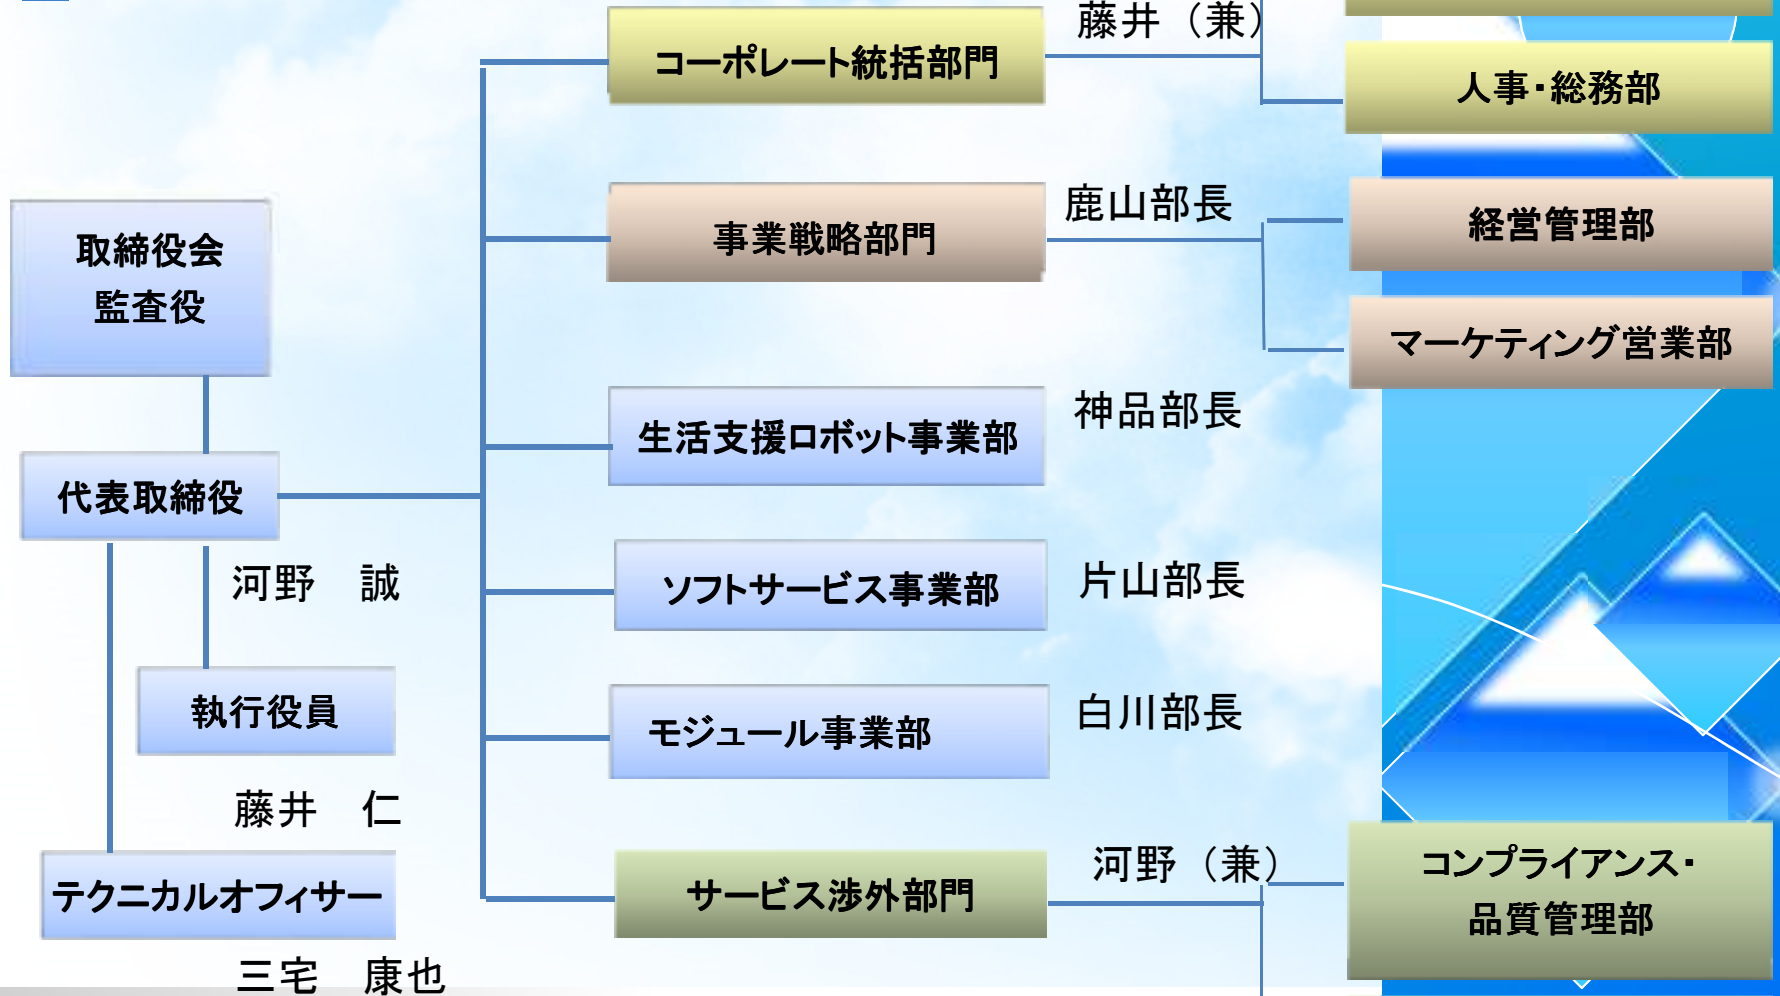 藤井（兼）
コーポレート統括部門
人事・総務部
取締役会
監査役
事業戦略部門
鹿山部長
経営管理部
マーケティング営業部
生活支援ロボット事業部
神品部長
代表取締役
河野　誠
ソフトサービス事業部
片山部長
執行役員
藤井　仁
モジュール事業部
白川部長
テクニカルオフィサー
三宅　康也
サービス渉外部門
河野（兼）
コンプライアンス・
品質管理部